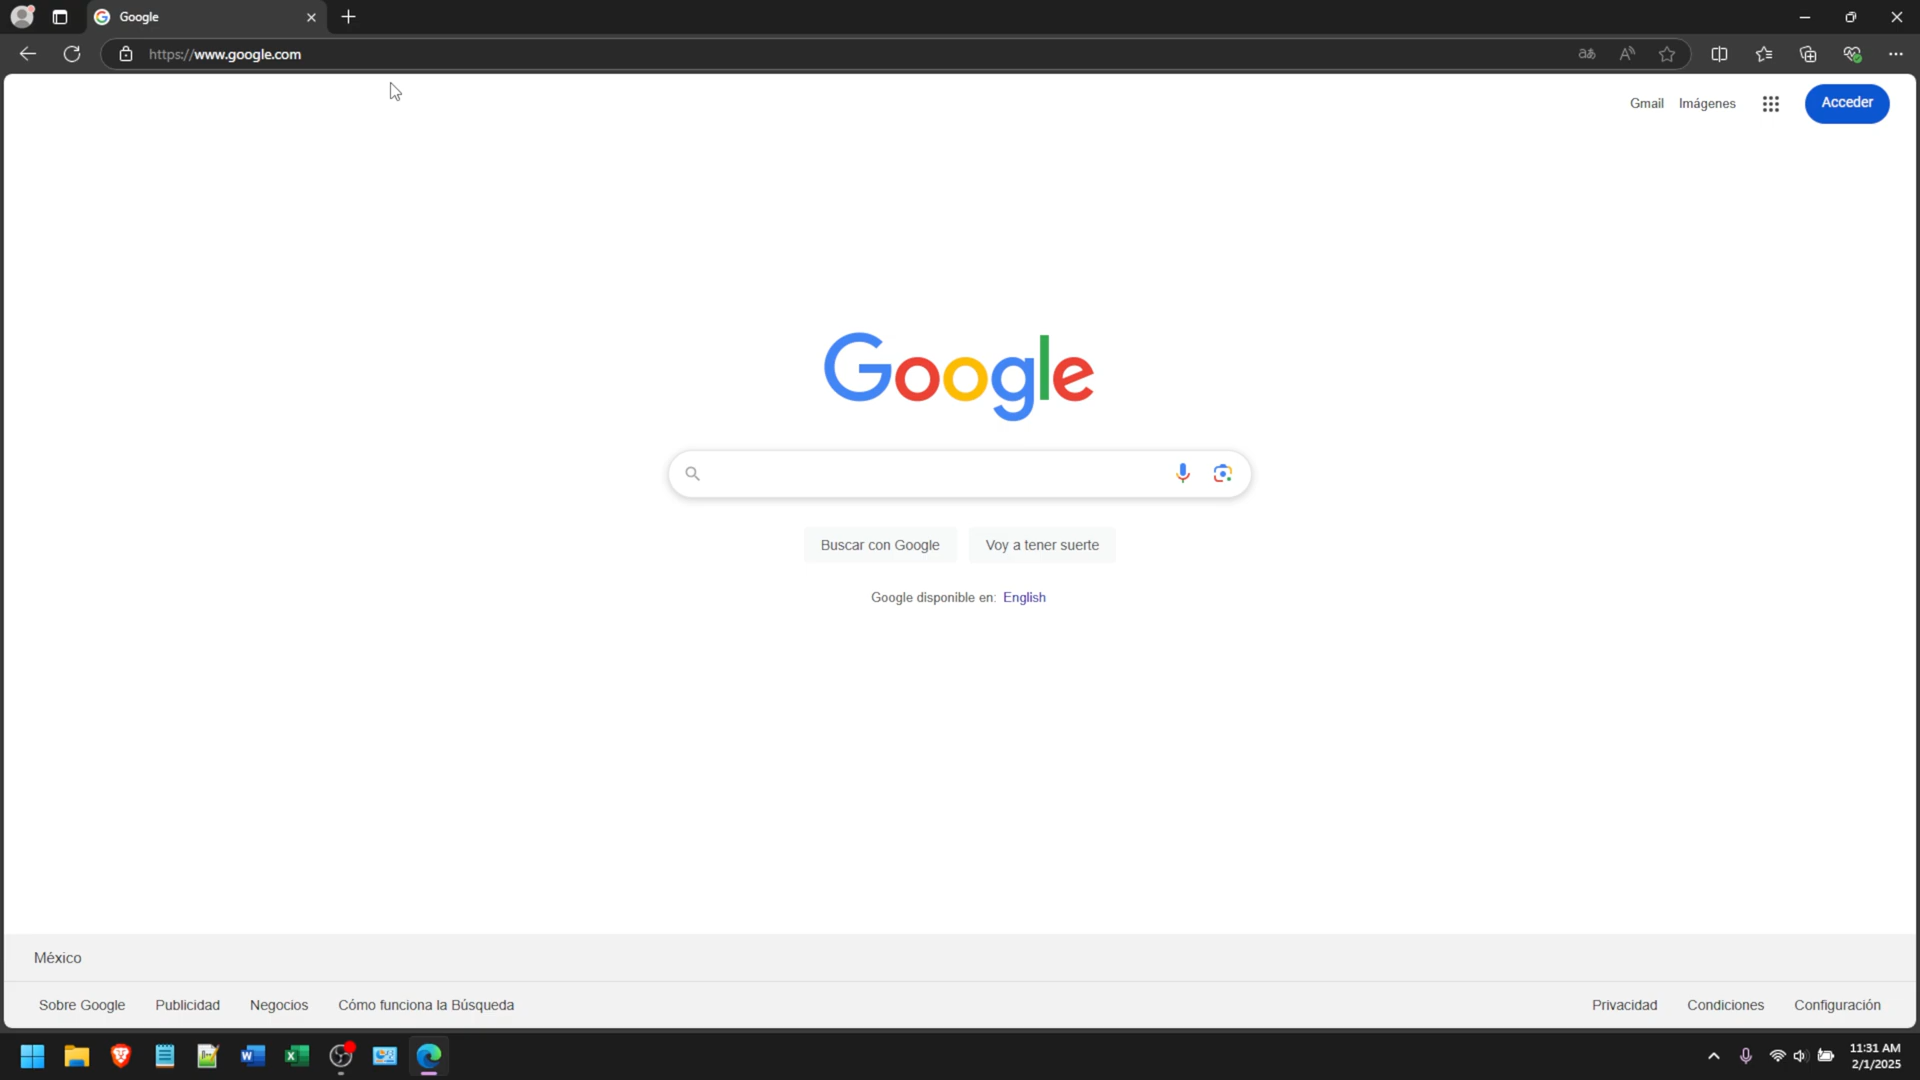 Google
https://www.google.com
Gmail Imágenes Acceder
Google
Buscar con Google Voy a tener suerte
Google disponible en: English
México
Sobre Google Publicidad Negocios Cómo funciona la Búsqueda Privacidad Condiciones Configuración
11:31 AM
2/1/2025